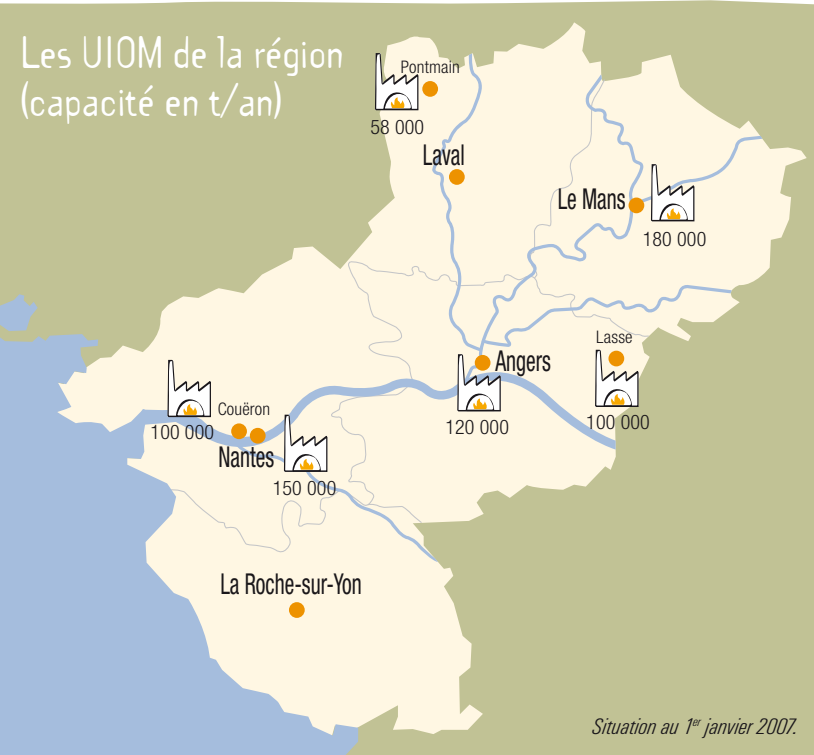 Les UIOM de la région
(capacité en t/an)
Pontmain
58 000
Laval
Le Mans
180 000
Lasse
100 000
Angers
120 000
Couëron
100 000
Nantes
150 000
La Roche-sur-Yon
Situation au 1er janvier 2007.